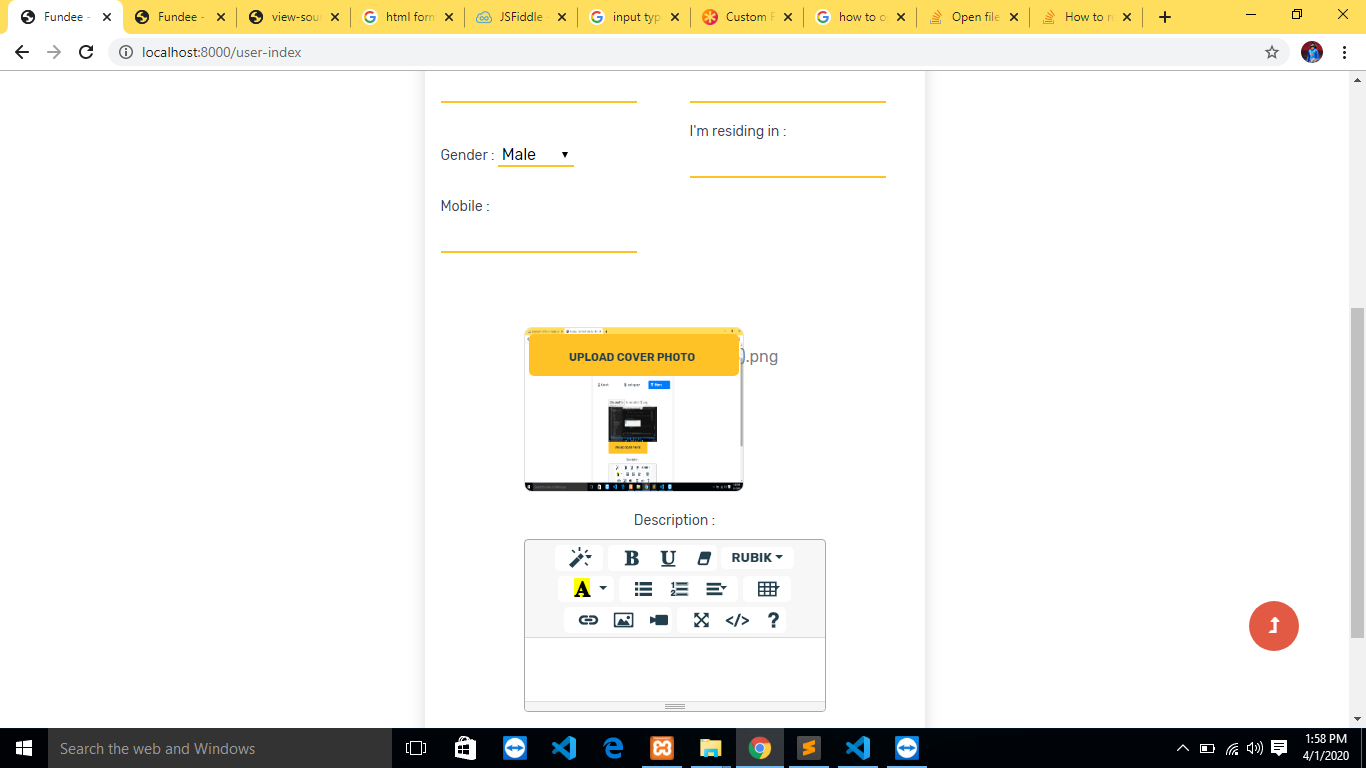 Fundee -
Fundee -
view-sou
html form
JSFiddle -
input typ
Custom F
how to o
Open file
How to r
localhost:8000/user-index
I'm residing in :
Gender : Male
Mobile :
UPLOAD COVER PHOTO
).png
Description :
B U RUBIK
A
</> ?
Search the web and Windows
1:58 PM
4/1/2020